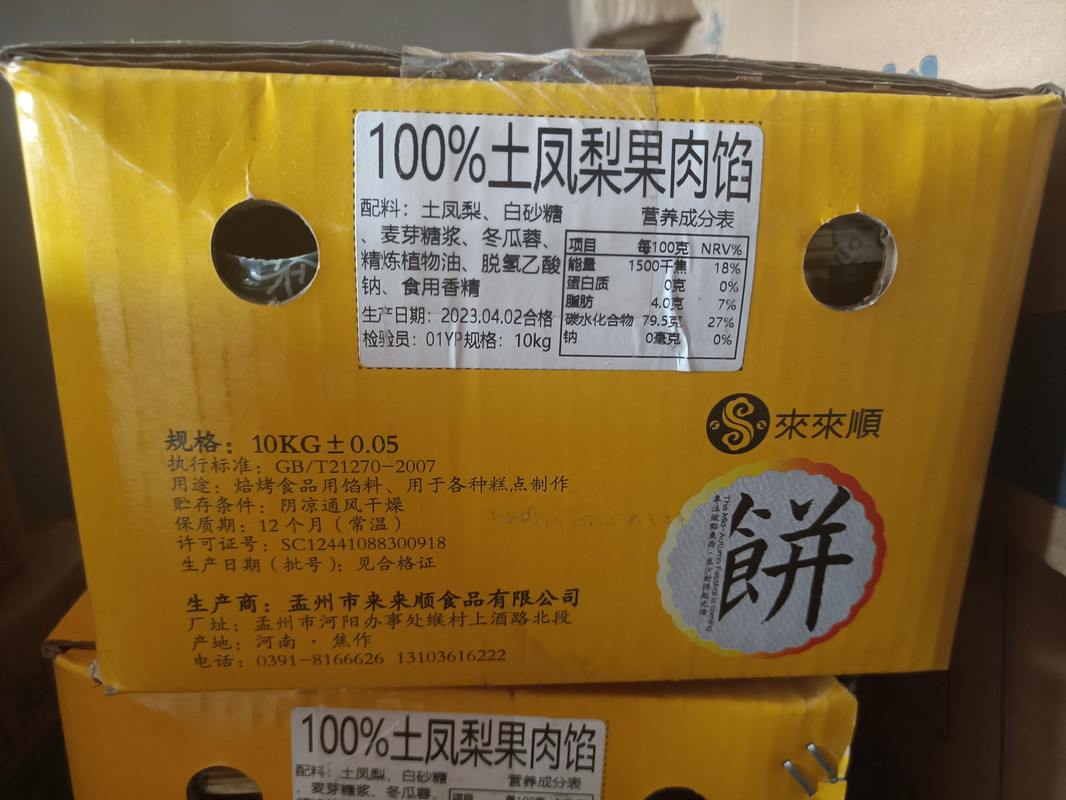 100%土凤梨果肉馅
配料：土凤梨、白砂糖
、麦芽糖浆、冬瓜蓉、
精炼植物油、脱氢乙酸
钠、食用香精
生产日期：2023.04.02合格
检验员：01YP规格：10kg
营养成分表
项目 每100克 NRV%
能量 1500千焦 18%
蛋白质 0克 0%
脂肪 4.0克 7%
碳水化合物 79.5克 27%
钠 0毫克 0%
來來順
餅
The Mid-Autumn Festival is coming
规格：10KG±0.05
执行标准：GB/T21270-2007
用途：焙烤食品用馅料、用于各种糕点制作
贮存条件：阴凉通风干燥
保质期：12个月（常温）
许可证号：SC12441088300918
生产日期（批号）：见合格证
生产商：孟州市来来顺食品有限公司
厂址：孟州市河阳办事处缑村上酒路北段
产地：河南·焦作
电话：0391-8166626 13103616222
100%土凤梨果肉馅
配料：土凤梨、白砂糖
、麦芽糖浆、冬瓜蓉、
营养成分表